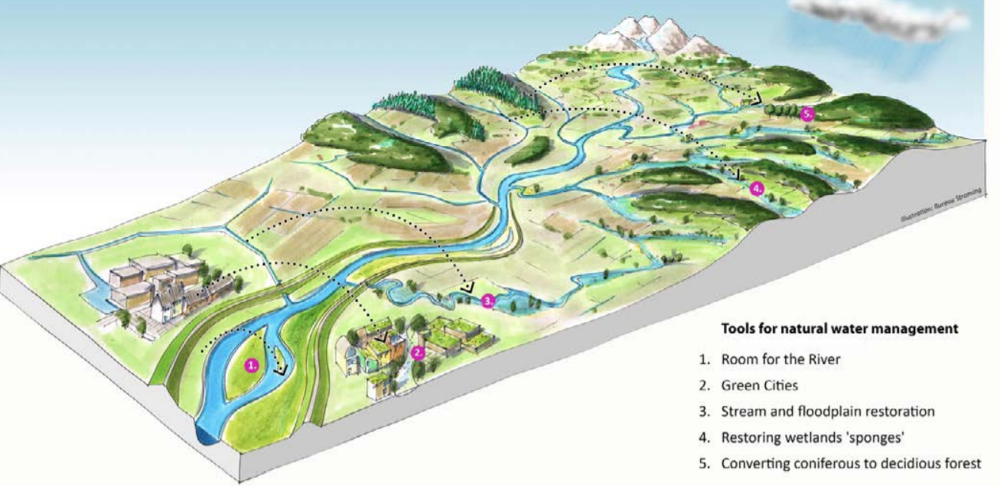 5.
4.
Illustration: Bureau Stroming
3.
2.
1.
Tools for natural water management
1. Room for the River
2. Green Cities
3. Stream and floodplain restoration
4. Restoring wetlands 'sponges'
5. Converting coniferous to decidious forest